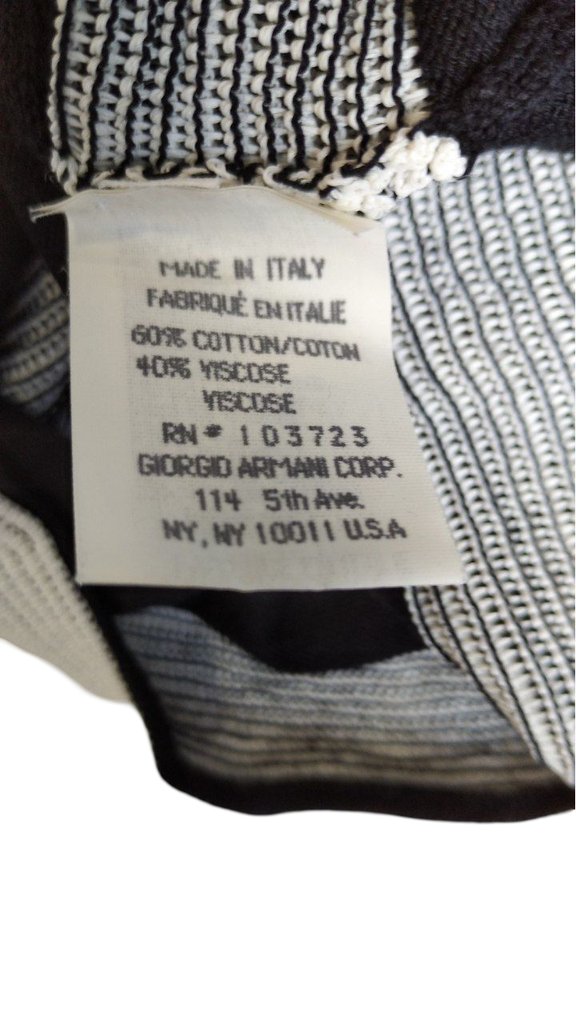 MADE IN ITALY
FABRIQUÉ EN ITALIE
60% COTTON/COTON
40% VISCOSE
VISCOSE
RN # 103723
GIORGIO ARMANI CORP.
114 5th Ave.
NY, NY 10011 U.S.A